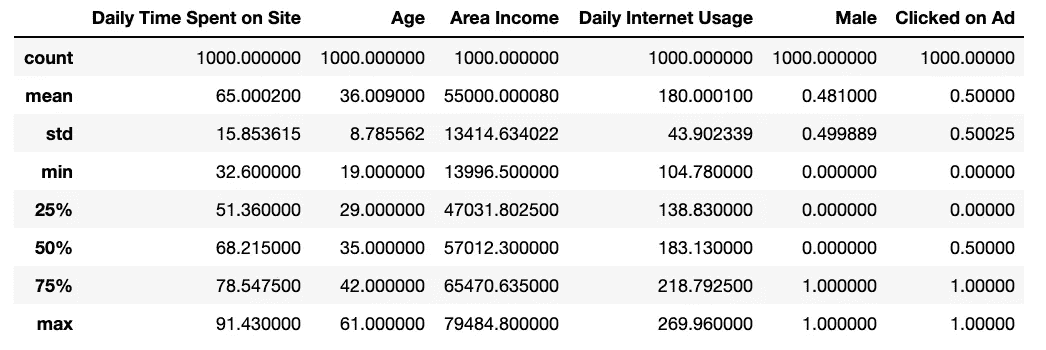 Daily Time Spent on Site Age Area Income Daily Internet Usage Male Clicked on Ad
count 1000.000000 1000.000000 1000.000000 1000.000000 1000.000000 1000.00000
mean 65.000200 36.009000 55000.000080 180.000100 0.481000 0.50000
std 15.853615 8.785562 13414.634022 43.902339 0.499889 0.50025
min 32.600000 19.000000 13996.500000 104.780000 0.000000 0.00000
25% 51.360000 29.000000 47031.802500 138.830000 0.000000 0.00000
50% 68.215000 35.000000 57012.300000 183.130000 0.000000 0.50000
75% 78.547500 42.000000 65470.635000 218.792500 1.000000 1.00000
max 91.430000 61.000000 79484.800000 269.960000 1.000000 1.00000